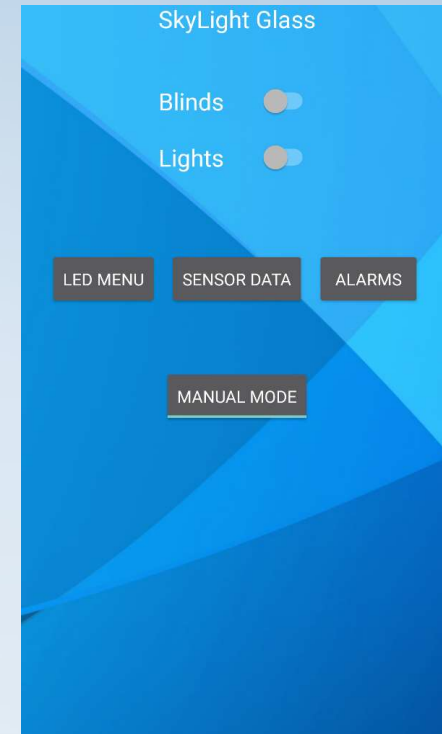 SkyLight Glass
Blinds
Lights
LED MENU SENSOR DATA ALARMS
MANUAL MODE